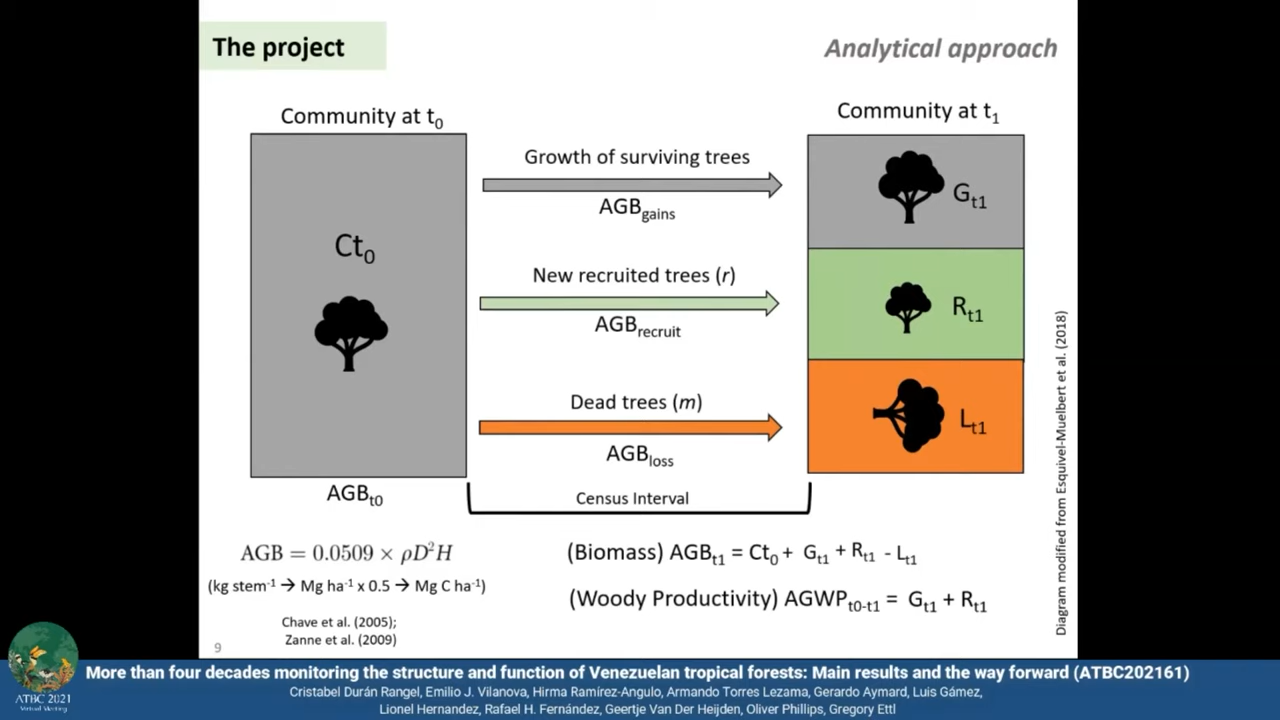 The project
Analytical approach
Community at t0
Community at t1
Growth of surviving trees
AGBgains
Gt1
Ct0
New recruited trees (r)
AGBrecruit
Rt1
Dead trees (m)
AGBloss
Lt1
AGBt0
Census Interval
AGB = 0.0509 × ρD²H
(kg stem⁻¹ → Mg ha⁻¹ x 0.5 → Mg C ha⁻¹)
Chave et al. (2005);
Zanne et al. (2009)
(Biomass) AGBt1 = Ct0 + Gt1 + Rt1 - Lt1
(Woody Productivity) AGWPt0-t1 = Gt1 + Rt1
Diagram modified from Esquivel-Muelbert et al. (2018)
9
ATBC 2021
Virtual Meeting
More than four decades monitoring the structure and function of Venezuelan tropical forests: Main results and the way forward (ATBC202161)
Cristabel Durán Rangel, Emilio J. Vilanova, Hirma Ramírez-Angulo, Armando Torres Lezama, Gerardo Aymard, Luis Gámez,
Lionel Hernandez, Rafael H. Fernández, Geertje Van Der Heijden, Oliver Phillips, Gregory Ettl